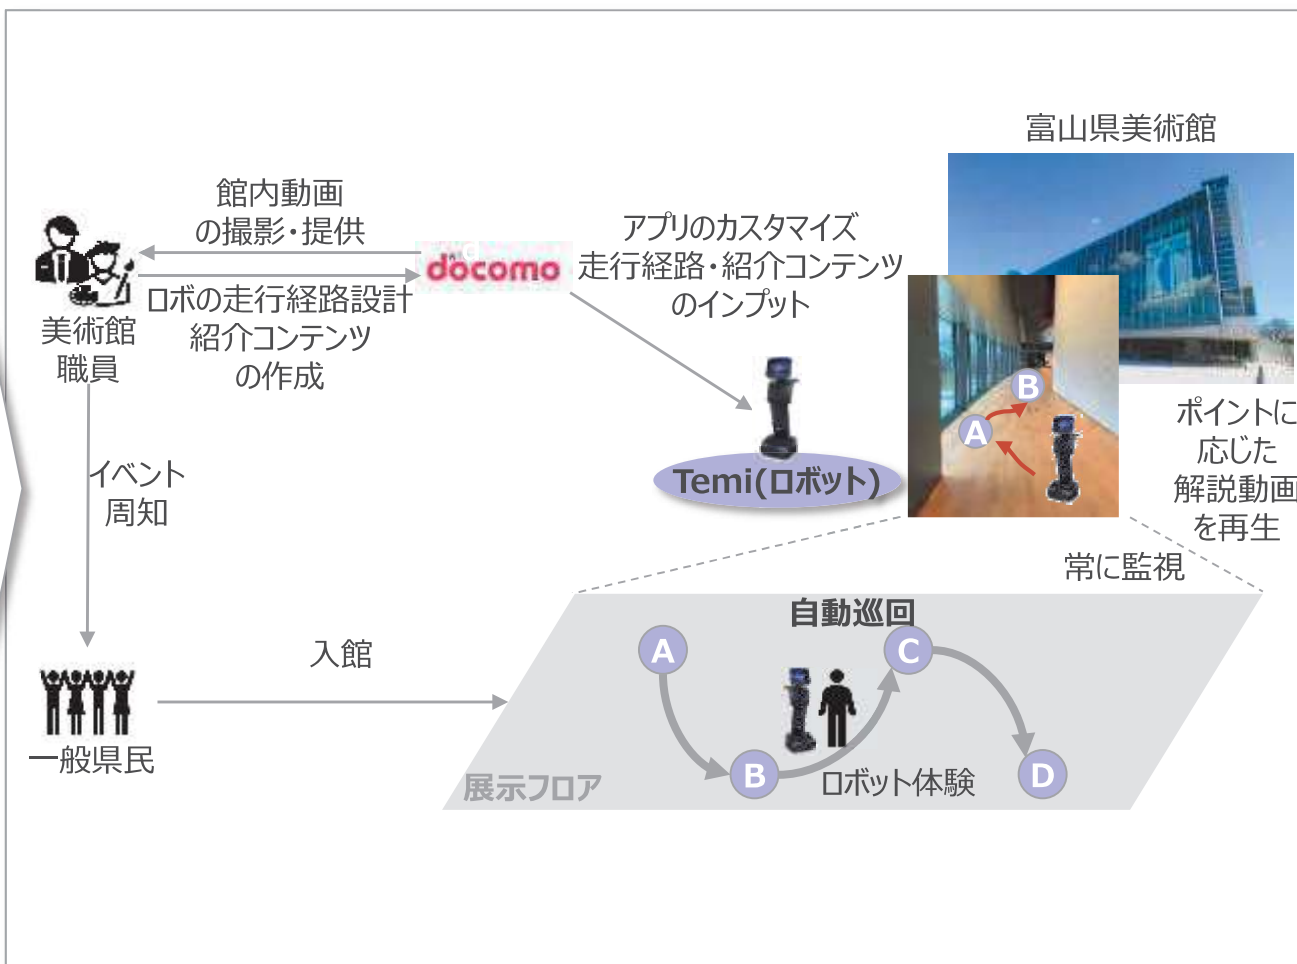 富山県美術館
館内動画
の撮影・提供
docomo
アプリのカスタマイズ
走行経路・紹介コンテンツ
のインプット
ロボの走行経路設計
紹介コンテンツ
の作成
美術館
職員
B
A
ポイントに
応じた
解説動画
を再生
Temi(ロボット)
イベント
周知
常に監視
自動巡回
A
C
入館
B
D
ロボット体験
展示フロア
一般県民